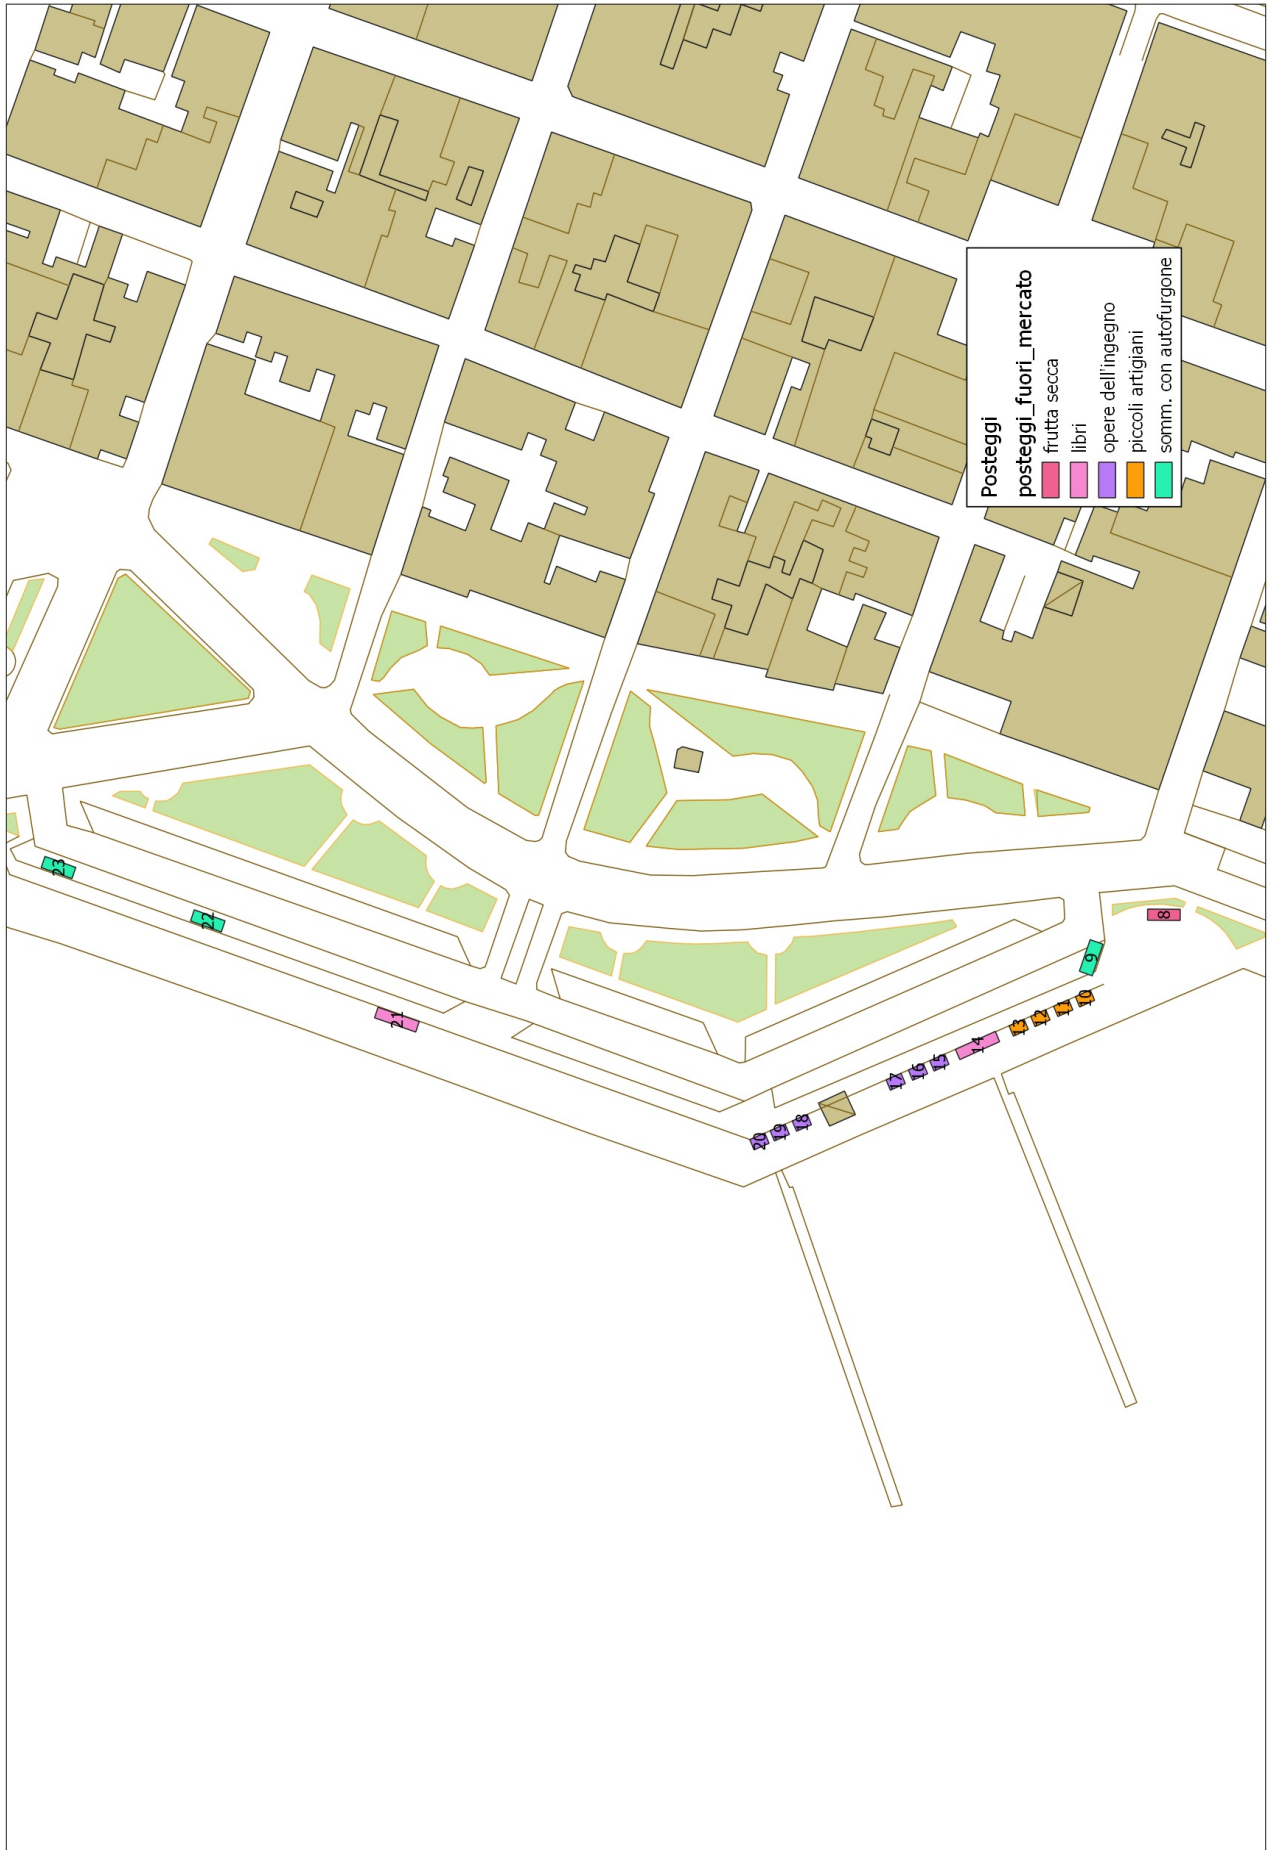 Posteggi
posteggi_fuori_mercato
frutta secca
libri
opere dell'ingegno
piccoli artigiani
somm. con autofurgone
23
22
21
20
19
18
17
16
15
14
13
12
11
10
9
8